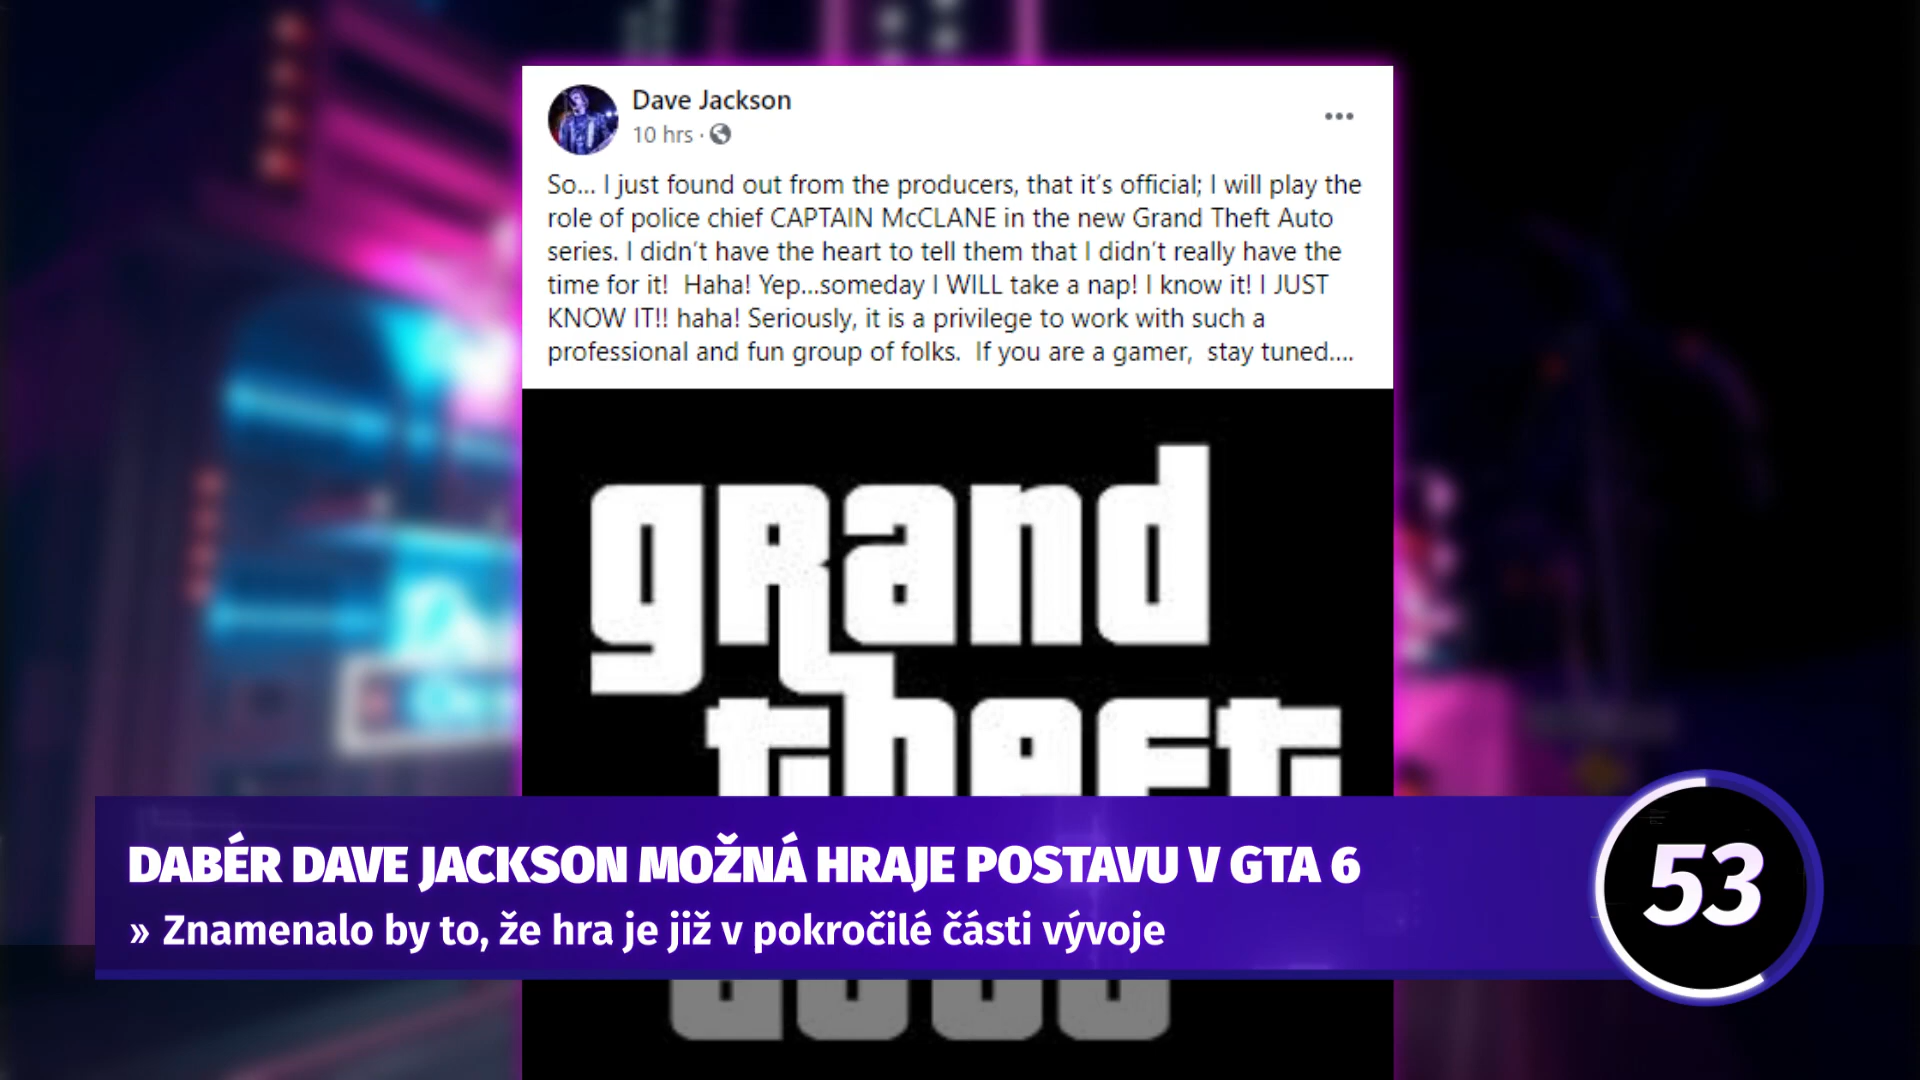 Dave Jackson
10 hrs ·
So... I just found out from the producers, that it's official; I will play the
role of police chief CAPTAIN McCLANE in the new Grand Theft Auto
series. I didn't have the heart to tell them that I didn't really have the
time for it!  Haha! Yep...someday I WILL take a nap! I know it! I JUST
KNOW IT!! haha! Seriously, it is a privilege to work with such a
professional and fun group of folks.  If you are a gamer,  stay tuned....
grand
theft
DABÉR DAVE JACKSON MOŽNÁ HRAJE POSTAVU V GTA 6
» Znamenalo by to, že hra je již v pokročilé části vývoje
53